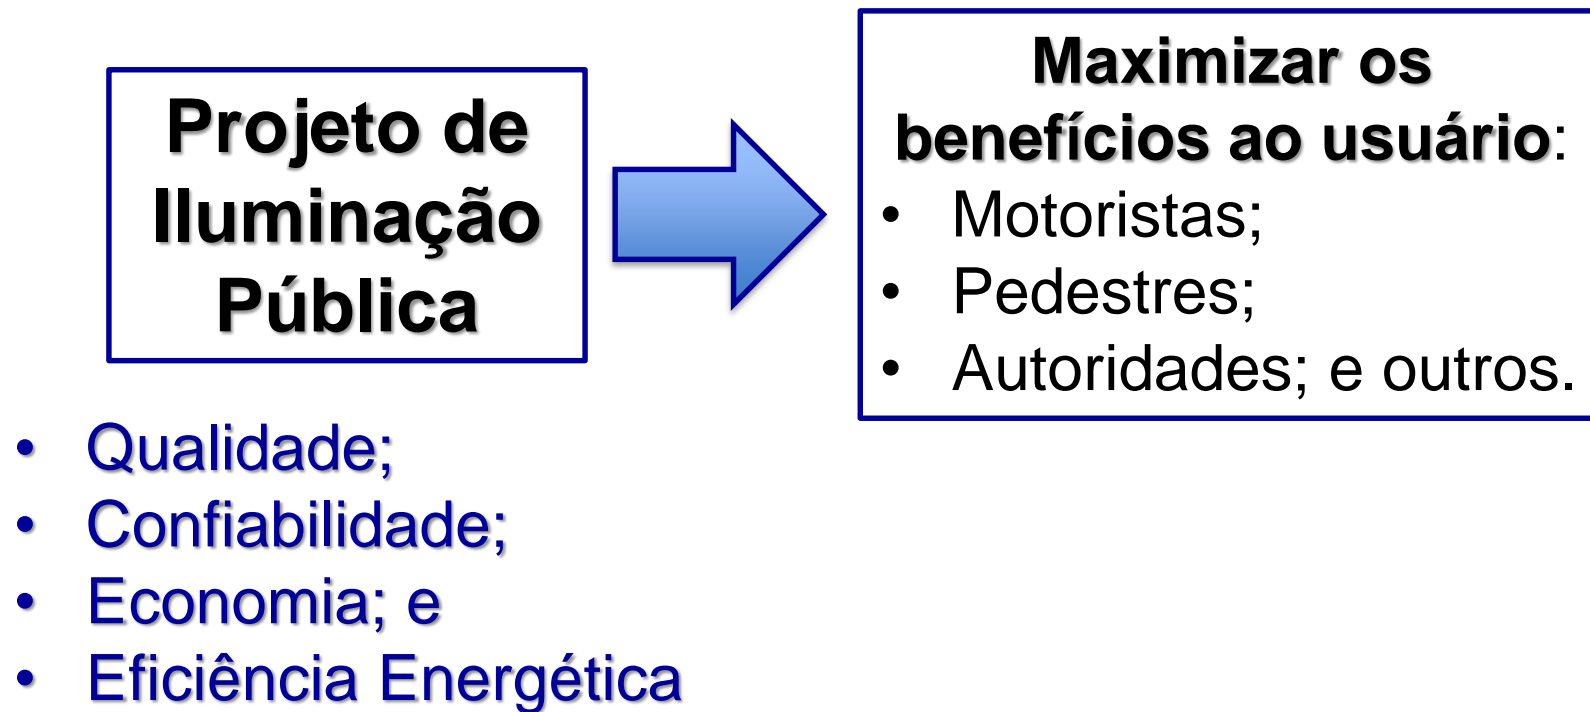 Projeto de
Iluminação
Pública
• Qualidade;
• Confiabilidade;
• Economia; e
• Eficiência Energética
Maximizar os
benefícios ao usuário:
• Motoristas;
• Pedestres;
• Autoridades; e outros.